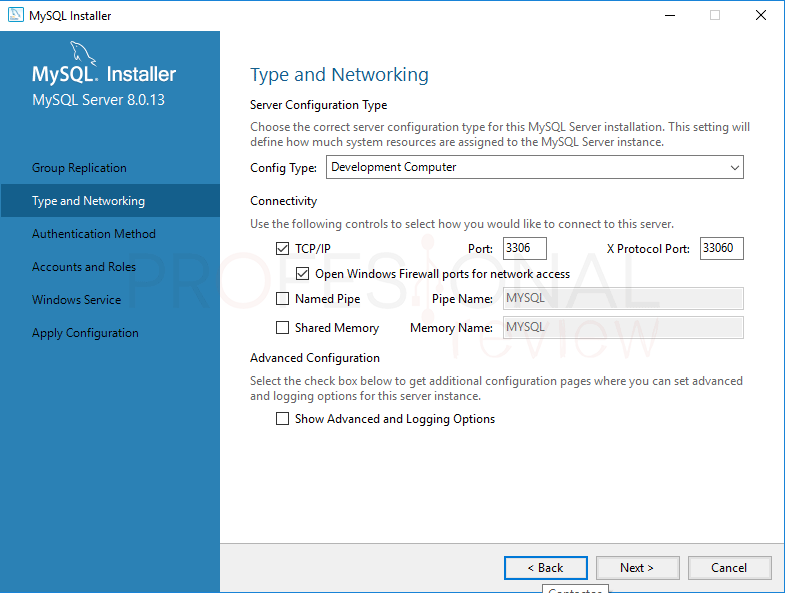 MySQL Installer
MySQL. Installer
MySQL Server 8.0.13
Group Replication
Type and Networking
Authentication Method
Accounts and Roles
Windows Service
Apply Configuration
Type and Networking
Server Configuration Type
Choose the correct server configuration type for this MySQL Server installation. This setting will
define how much system resources are assigned to the MySQL Server instance.
Config Type: Development Computer
Connectivity
Use the following controls to select how you would like to connect to this server.
TCP/IP Port: 3306 X Protocol Port: 33060
Open Windows Firewall ports for network access
Named Pipe Pipe Name: MYSQL
Shared Memory Memory Name: MYSQL
PROFESIONAL
review
Advanced Configuration
Select the check box below to get additional configuration pages where you can set advanced
and logging options for this server instance.
Show Advanced and Logging Options
< Back Next > Cancel